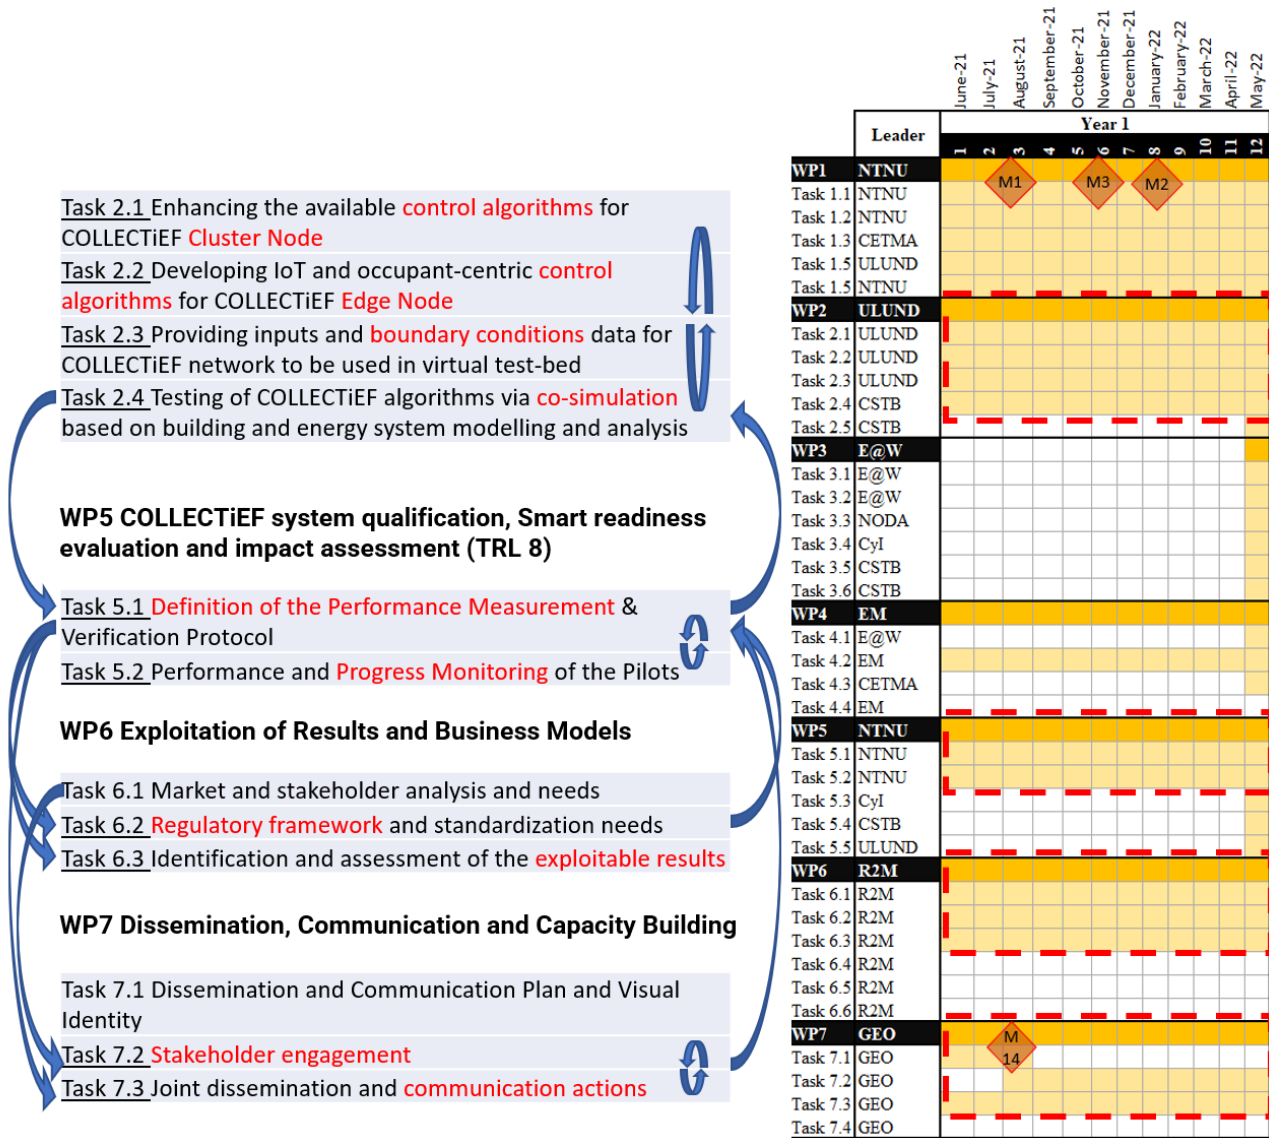 Task 2.1 Enhancing the available control algorithms for
COLLECTiEF Cluster Node
Task 2.2 Developing IoT and occupant-centric control
algorithms for COLLECTiEF Edge Node
Task 2.3 Providing inputs and boundary conditions data for
COLLECTiEF network to be used in virtual test-bed
Task 2.4 Testing of COLLECTiEF algorithms via co-simulation
based on building and energy system modelling and analysis
WP5 COLLECTiEF system qualification, Smart readiness
evaluation and impact assessment (TRL 8)
Task 5.1 Definition of the Performance Measurement &
Verification Protocol
Task 5.2 Performance and Progress Monitoring of the Pilots
WP6 Exploitation of Results and Business Models
Task 6.1 Market and stakeholder analysis and needs
Task 6.2 Regulatory framework and standardization needs
Task 6.3 Identification and assessment of the exploitable results
WP7 Dissemination, Communication and Capacity Building
Task 7.1 Dissemination and Communication Plan and Visual
Identity
Task 7.2 Stakeholder engagement
Task 7.3 Joint dissemination and communication actions
June-21 July-21 August-21 September-21 October-21 November-21 December-21 January-22 February-22 March-22 April-22 May-22
Leader Year 1
1 2 3 4 5 6 7 8 9 10 11 12
WP1 NTNU
M1 M3 M2
Task 1.1 NTNU
Task 1.2 NTNU
Task 1.3 CETMA
Task 1.5 ULUND
Task 1.5 NTNU
WP2 ULUND
Task 2.1 ULUND
Task 2.2 ULUND
Task 2.3 ULUND
Task 2.4 CSTB
Task 2.5 CSTB
WP3 E@W
Task 3.1 E@W
Task 3.2 E@W
Task 3.3 NODA
Task 3.4 CyI
Task 3.5 CSTB
Task 3.6 CSTB
WP4 EM
Task 4.1 E@W
Task 4.2 EM
Task 4.3 CETMA
Task 4.4 EM
WP5 NTNU
Task 5.1 NTNU
Task 5.2 NTNU
Task 5.3 CyI
Task 5.4 CSTB
Task 5.5 ULUND
WP6 R2M
Task 6.1 R2M
Task 6.2 R2M
Task 6.3 R2M
Task 6.4 R2M
Task 6.5 R2M
Task 6.6 R2M
WP7 GEO
M
14
Task 7.1 GEO
Task 7.2 GEO
Task 7.3 GEO
Task 7.4 GEO